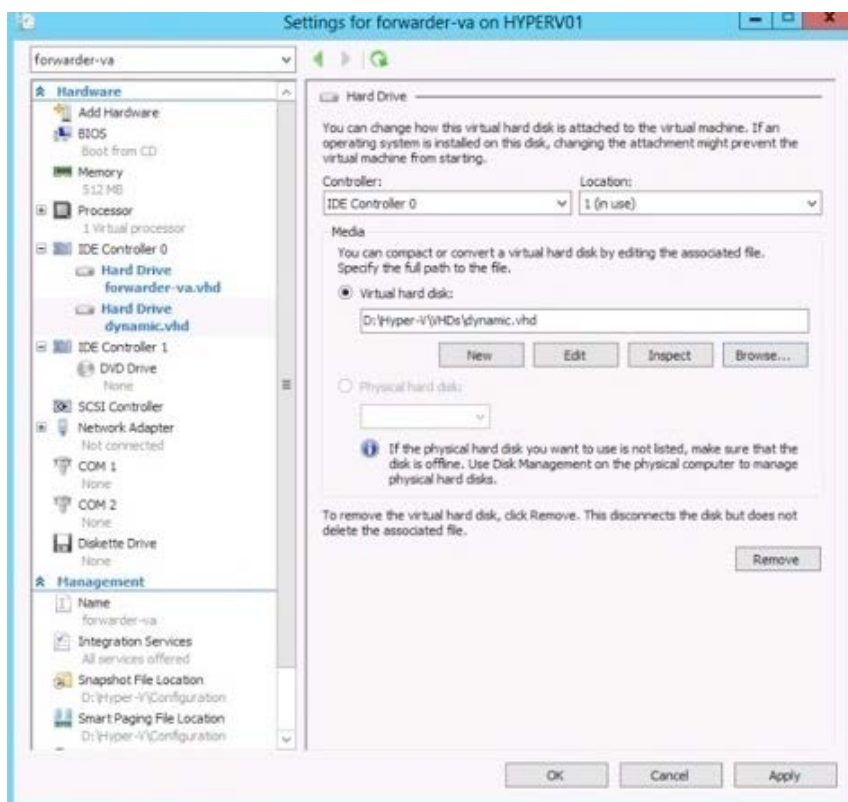 Settings for forwarder-va on HYPERV01
forwarder-va
Hardware
Add Hardware
BIOS
Boot from CD
Memory
512 MB
Processor
1 Virtual processor
IDE Controller 0
Hard Drive
forwarder-va.vhd
Hard Drive
dynamic.vhd
IDE Controller 1
DVD Drive
None
SCSI Controller
Network Adapter
Not connected
COM 1
None
COM 2
None
Diskette Drive
None
Management
Name
forwarder-va
Integration Services
All services offered
Snapshot File Location
D:\Hyper-V\Configuration
Smart Paging File Location
D:\Hyper-V\Configuration
Hard Drive
You can change how this virtual hard disk is attached to the virtual machine. If an
operating system is installed on this disk, changing the attachment might prevent the
virtual machine from starting.
Controller: Location:
IDE Controller 0 1 (in use)
Media
You can compact or convert a virtual hard disk by editing the associated file.
Specify the full path to the file.
Virtual hard disk:
D:\Hyper-V\VHDs\dynamic.vhd
New Edit Inspect Browse...
Physical hard disk:
If the physical hard disk you want to use is not listed, make sure that the
disk is offline. Use Disk Management on the physical computer to manage
physical hard disks.
To remove the virtual hard disk, click Remove. This disconnects the disk but does not
delete the associated file.
Remove
OK Cancel Apply